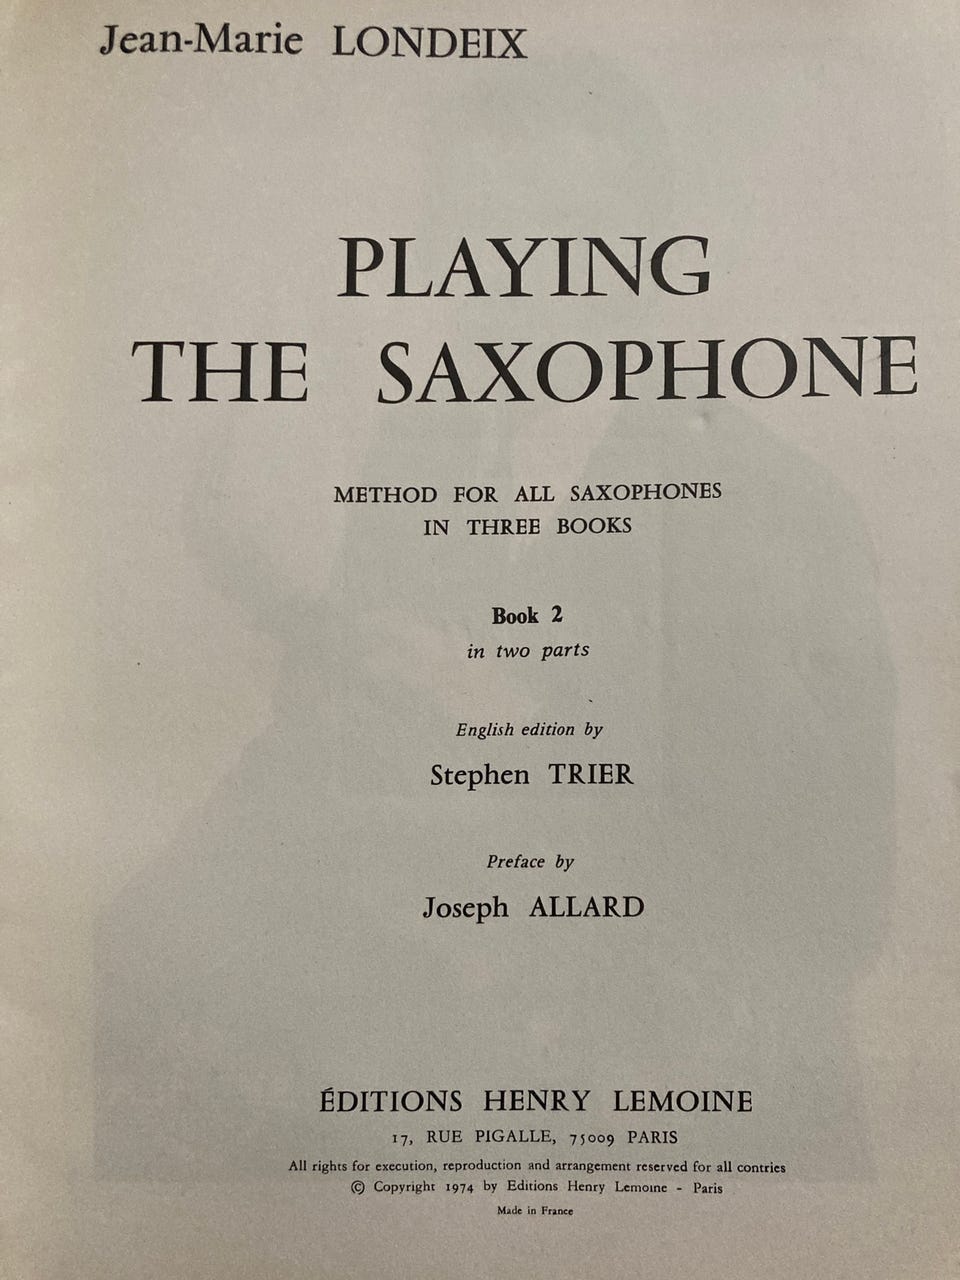 Jean-Marie LONDEIX
PLAYING
THE SAXOPHONE
METHOD FOR ALL SAXOPHONES
IN THREE BOOKS
Book 2
in two parts
English edition by
Stephen TRIER
Preface by
Joseph ALLARD
ÉDITIONS HENRY LEMOINE
17, RUE PIGALLE, 75009 PARIS
All rights for execution, reproduction and arrangement reserved for all contries
© Copyright 1974 by Editions Henry Lemoine - Paris
Made in France